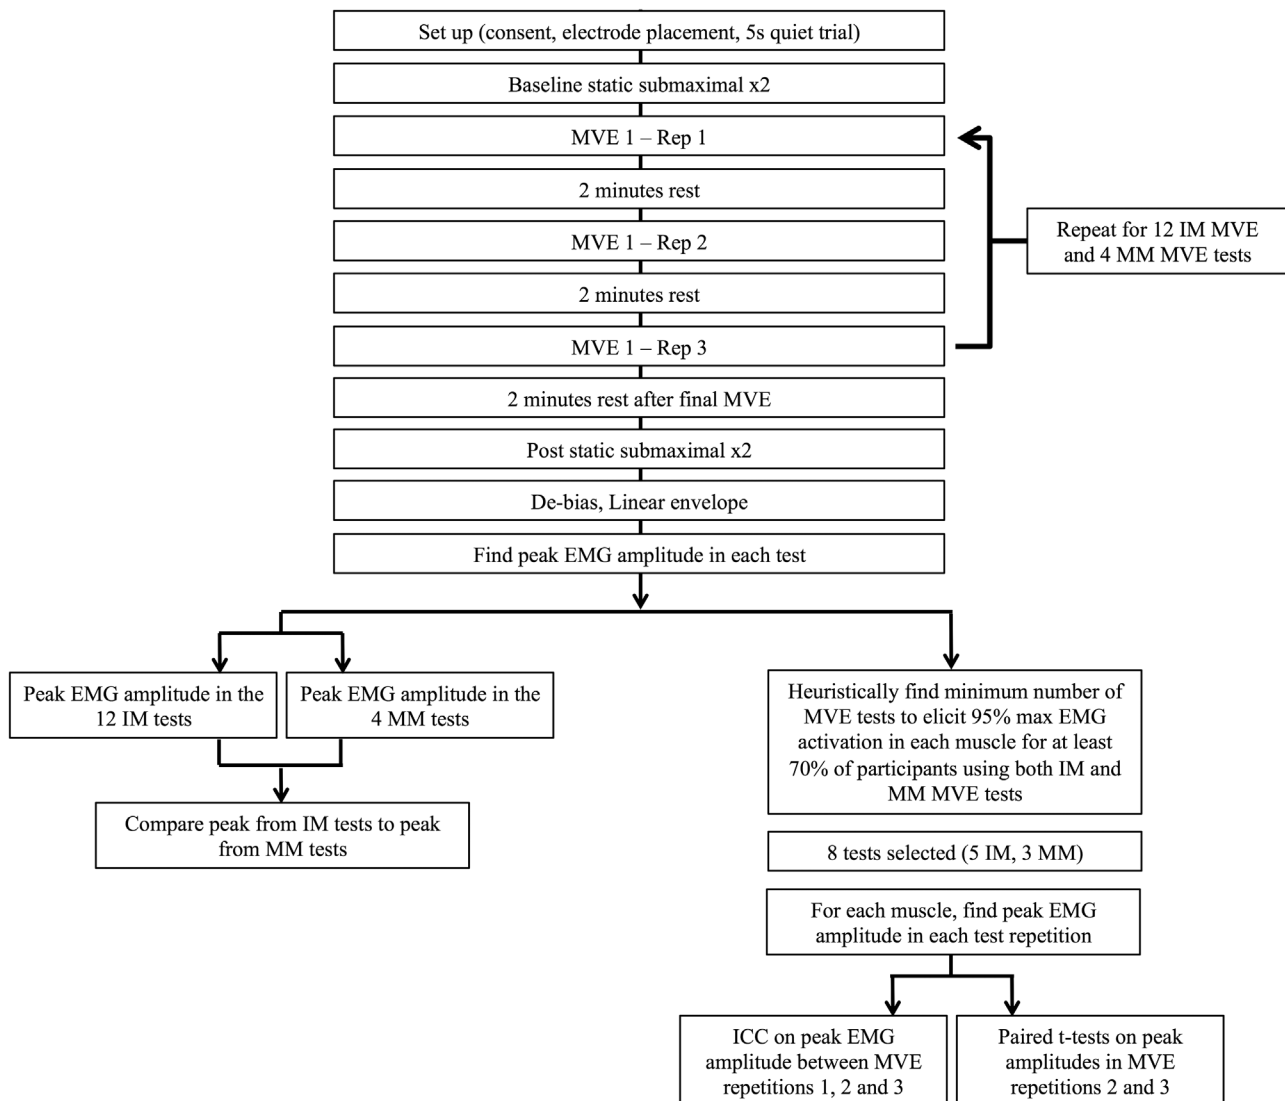 Set up (consent, electrode placement, 5s quiet trial)
Baseline static submaximal x2
MVE 1 – Rep 1
2 minutes rest
MVE 1 – Rep 2
Repeat for 12 IM MVE
and 4 MM MVE tests
2 minutes rest
MVE 1 – Rep 3
2 minutes rest after final MVE
Post static submaximal x2
De-bias, Linear envelope
Find peak EMG amplitude in each test
Peak EMG amplitude in the
12 IM tests
Peak EMG amplitude in the
4 MM tests
Compare peak from IM tests to peak
from MM tests
Heuristically find minimum number of
MVE tests to elicit 95% max EMG
activation in each muscle for at least
70% of participants using both IM and
MM MVE tests
8 tests selected (5 IM, 3 MM)
For each muscle, find peak EMG
amplitude in each test repetition
ICC on peak EMG
amplitude between MVE
repetitions 1, 2 and 3
Paired t-tests on peak
amplitudes in MVE
repetitions 2 and 3